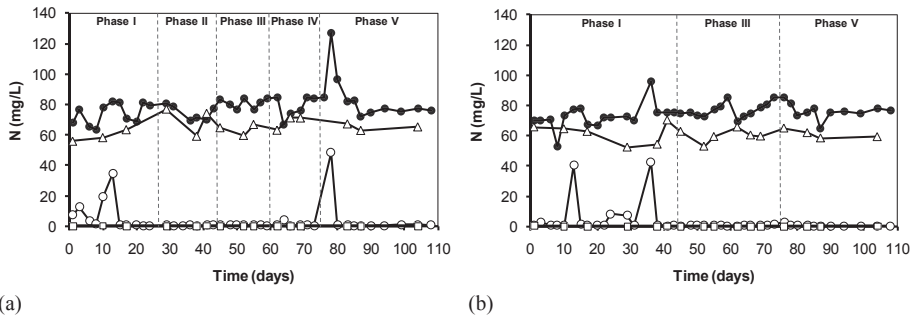 140
120
100
80
60
40
20
0
N (mg/L)
Phase I Phase II Phase III Phase IV Phase V
0 10 20 30 40 50 60 70 80 90 100 110
Time (days)
(a)
140
120
100
80
60
40
20
0
N (mg/L)
Phase I Phase III Phase V
0 10 20 30 40 50 60 70 80 90 100 110
Time (days)
(b)